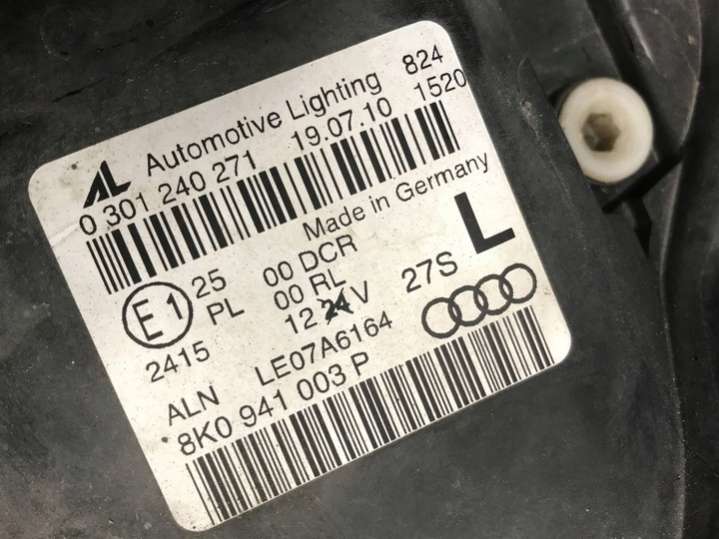 AL Automotive Lighting 824
0 301 240 271 19.07.10 1520
Made in Germany
E1 25 00 DCR L
PL 00 RL 27S
2415 12 24 V
ALN LE07A6164
8K0 941 003 P